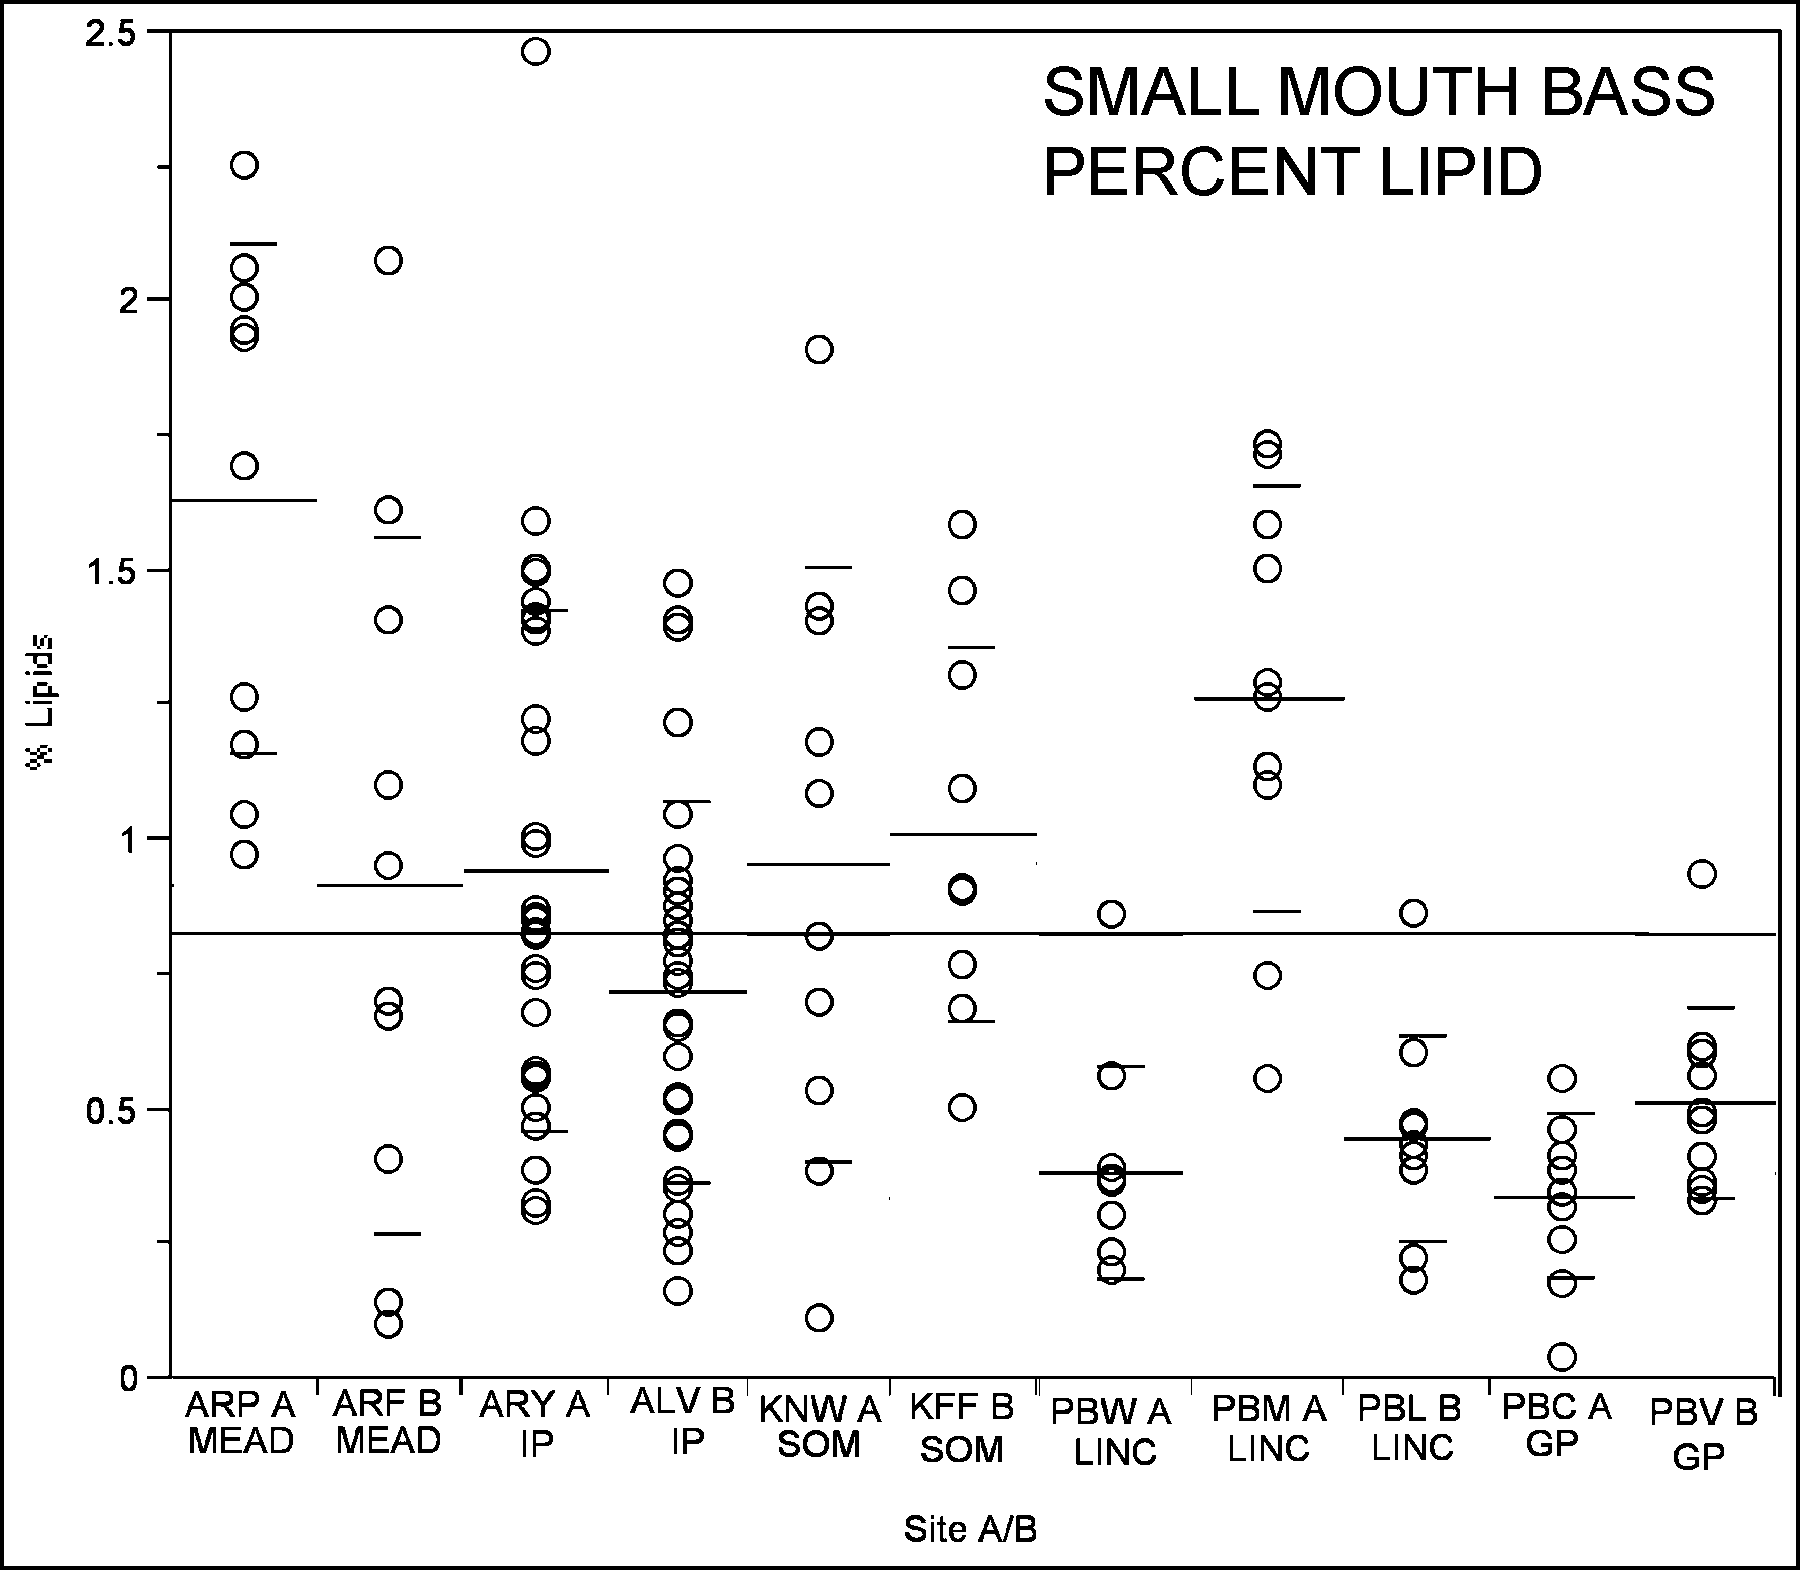 SMALL MOUTH BASS
PERCENT LIPID
% Lipids
2.5
2
1.5
1
0.5
0
ARP A
MEAD
ARF B
MEAD
ARY A
IP
ALV B
IP
KNW A
SOM
KFF B
SOM
PBW A
LINC
PBM A
LINC
PBL B
LINC
PBC A
GP
PBV B
GP
Site A/B